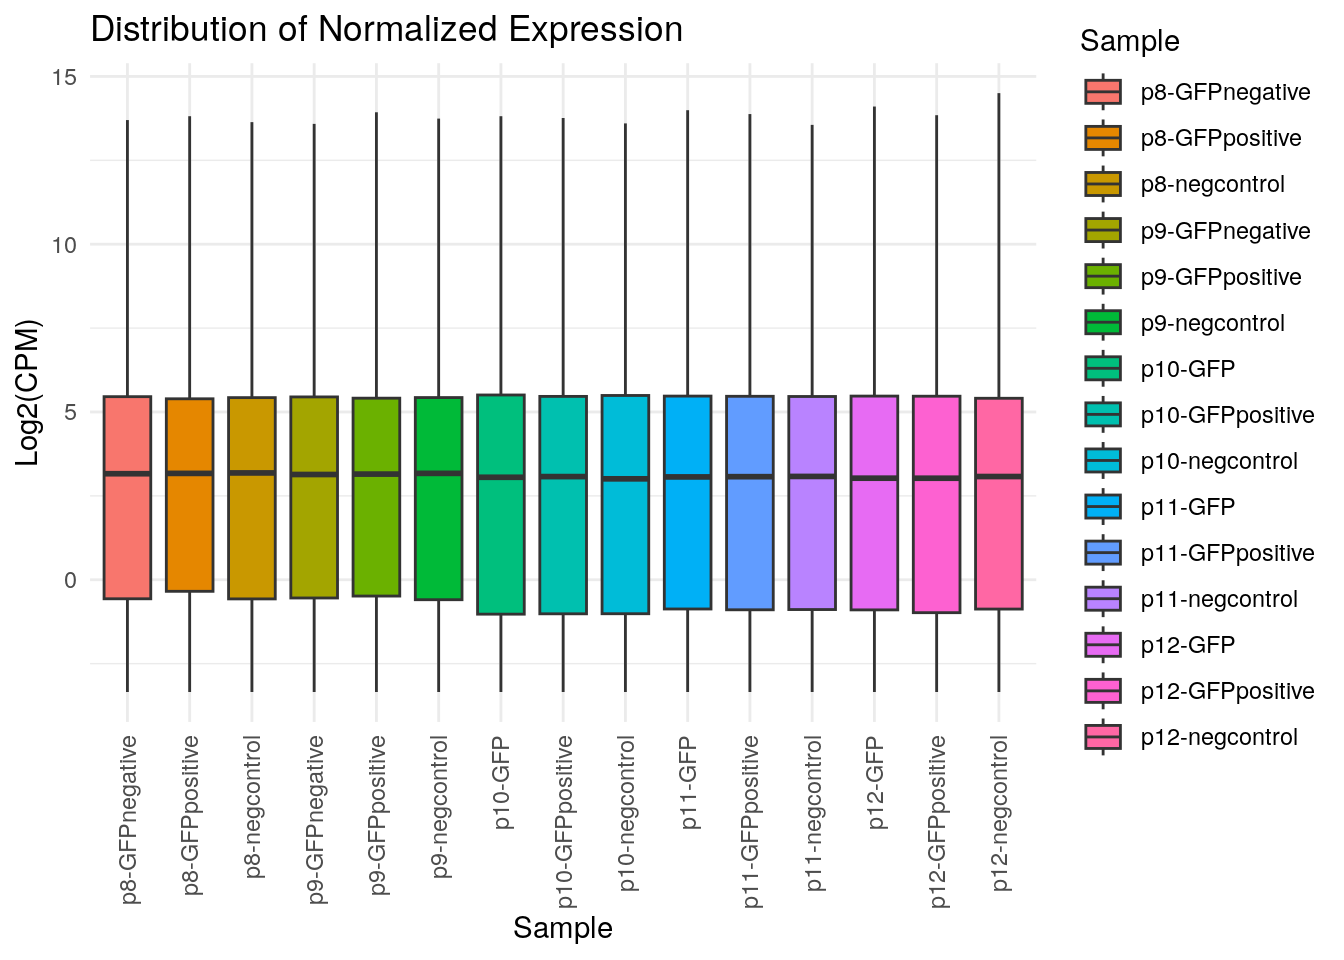 Distribution of Normalized Expression
15
10
5
0
Log2(CPM)
p8-GFPnegative
p8-GFPpositive
p8-negcontrol
p9-GFPnegative
p9-GFPpositive
p9-negcontrol
p10-GFP
p10-GFPpositive
p10-negcontrol
p11-GFP
p11-GFPpositive
p11-negcontrol
p12-GFP
p12-GFPpositive
p12-negcontrol
Sample
Sample
p8-GFPnegative
p8-GFPpositive
p8-negcontrol
p9-GFPnegative
p9-GFPpositive
p9-negcontrol
p10-GFP
p10-GFPpositive
p10-negcontrol
p11-GFP
p11-GFPpositive
p11-negcontrol
p12-GFP
p12-GFPpositive
p12-negcontrol